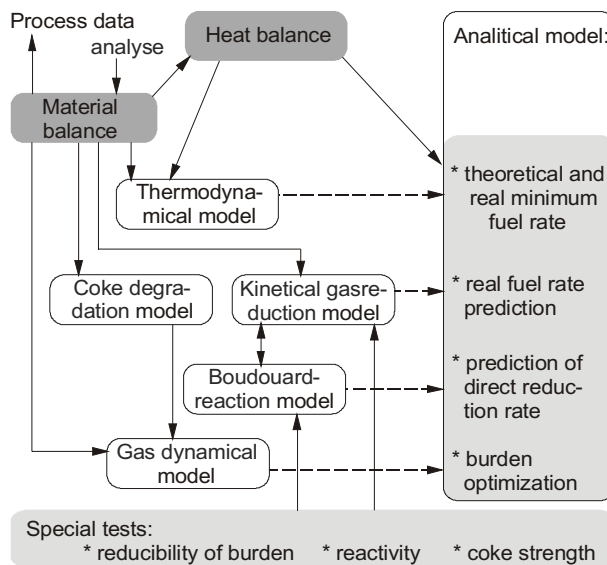 Process data
analyse
Heat balance
Analitical model:
Material
balance
Thermodyna-
mical model
* theoretical and
real minimum
fuel rate
Coke degra-
dation model
Kinetical gasre-
duction model
* real fuel rate
prediction
Boudouard-
reaction model
* prediction of
direct reduc-
tion rate
Gas dynamical
model
* burden
optimization
Special tests:
* reducibility of burden * reactivity * coke strength